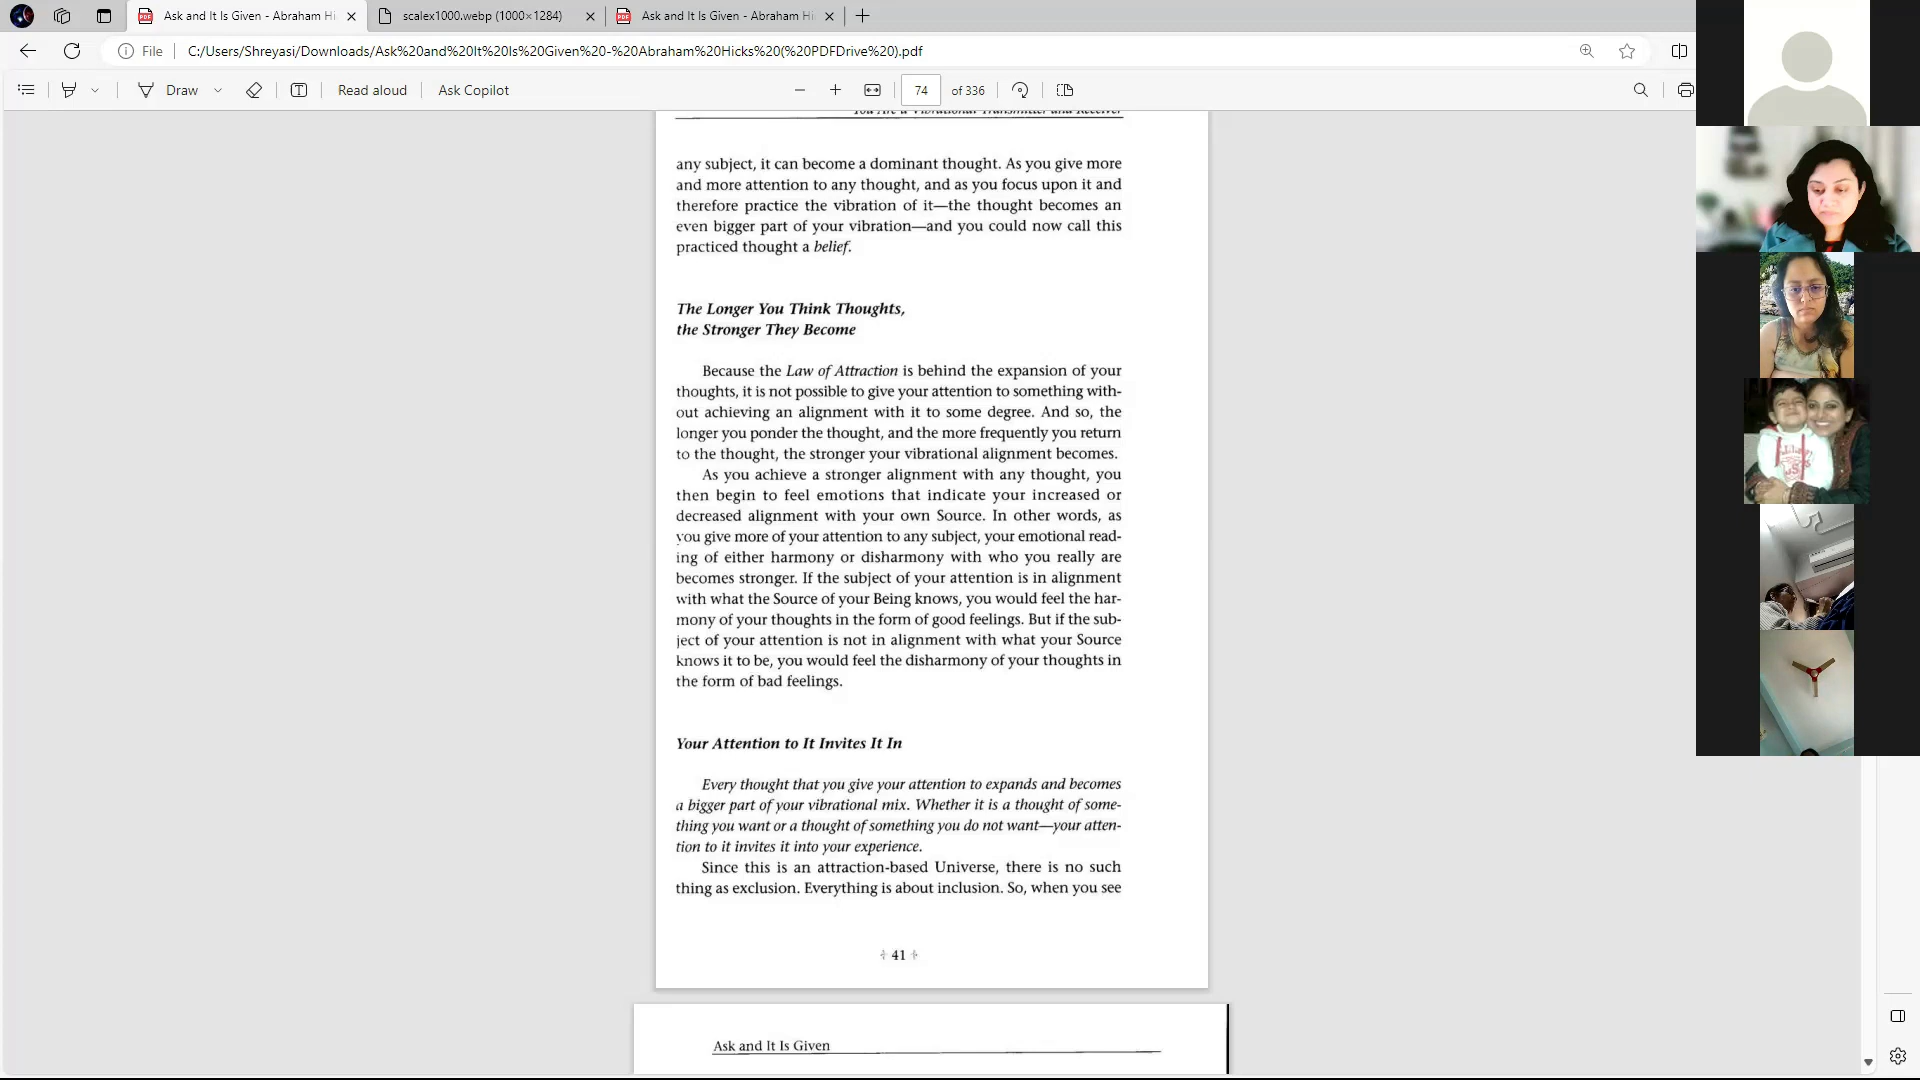 Ask and It Is Given - Abraham Hi
scalex1000.webp (1000×1284)
Ask and It Is Given - Abraham Hi
File
C:/Users/Shreyasi/Downloads/Ask%20and%20It%20Is%20Given%20-%20Abraham%20Hicks%20(%20PDFDrive%20).pdf
Draw
Read aloud
Ask Copilot
74
of 336
You Are a Vibrational Transmitter and Receiver
any subject, it can become a dominant thought. As you give more
and more attention to any thought, and as you focus upon it and
therefore practice the vibration of it—the thought becomes an
even bigger part of your vibration—and you could now call this
practiced thought a belief.
The Longer You Think Thoughts,
the Stronger They Become
Because the Law of Attraction is behind the expansion of your
thoughts, it is not possible to give your attention to something with-
out achieving an alignment with it to some degree. And so, the
longer you ponder the thought, and the more frequently you return
to the thought, the stronger your vibrational alignment becomes.
As you achieve a stronger alignment with any thought, you
then begin to feel emotions that indicate your increased or
decreased alignment with your own Source. In other words, as
you give more of your attention to any subject, your emotional read-
ing of either harmony or disharmony with who you really are
becomes stronger. If the subject of your attention is in alignment
with what the Source of your Being knows, you would feel the har-
mony of your thoughts in the form of good feelings. But if the sub-
ject of your attention is not in alignment with what your Source
knows it to be, you would feel the disharmony of your thoughts in
the form of bad feelings.
Your Attention to It Invites It In
Every thought that you give your attention to expands and becomes
a bigger part of your vibrational mix. Whether it is a thought of some-
thing you want or a thought of something you do not want—your atten-
tion to it invites it into your experience.
Since this is an attraction-based Universe, there is no such
thing as exclusion. Everything is about inclusion. So, when you see
41
Ask and It Is Given